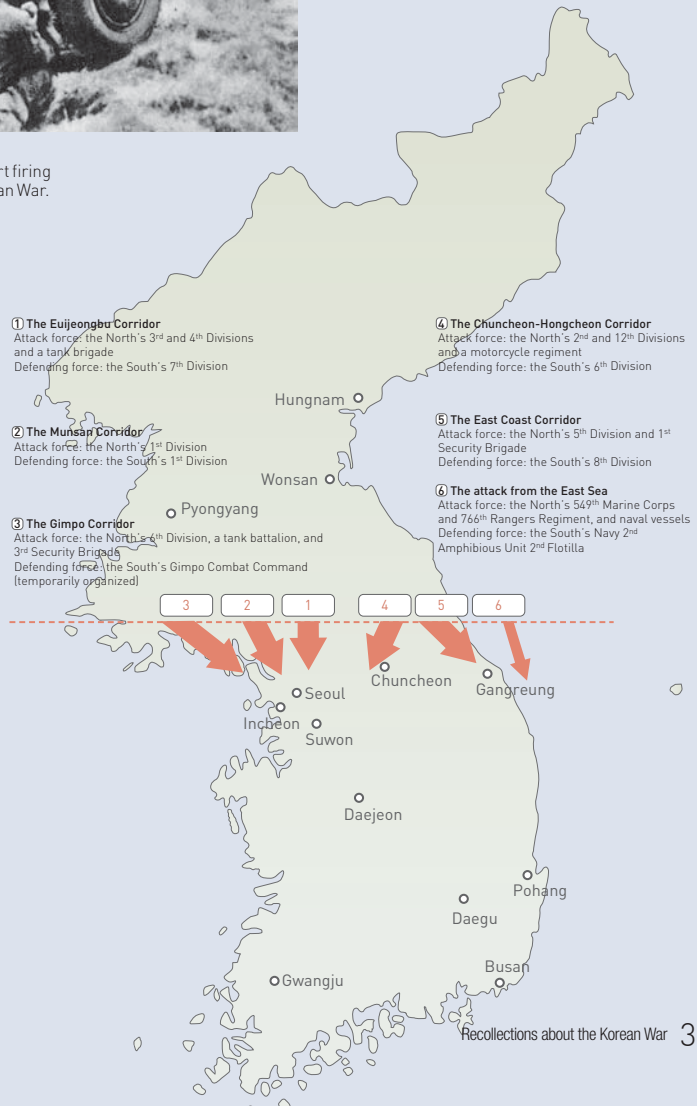 rt firing
an War.
1 The Euijeongbu Corridor
Attack force: the North's 3rd and 4th Divisions
and a tank brigade
Defending force: the South's 7th Division
2 The Munsan Corridor
Attack force: the North's 1st Division
Defending force: the South's 1st Division
3 The Gimpo Corridor
Attack force: the North's 6th Division, a tank battalion, and
3rd Security Brigade
Defending force: the South's Gimpo Combat Command
(temporarily organized)
4 The Chuncheon-Hongcheon Corridor
Attack force: the North's 2nd and 12th Divisions
and a motorcycle regiment
Defending force: the South's 6th Division
5 The East Coast Corridor
Attack force: the North's 5th Division and 1st
Security Brigade
Defending force: the South's 8th Division
6 The attack from the East Sea
Attack force: the North's 549th Marine Corps
and 766th Rangers Regiment, and naval vessels
Defending force: the South's Navy 2nd
Amphibious Unit 2nd Flotilla
Hungnam
Wonsan
Pyongyang
3 2 1 4 5 6
Chuncheon
Gangreung
Seoul
Incheon
Suwon
Daejeon
Pohang
Daegu
Busan
Gwangju
Recollections about the Korean War 3